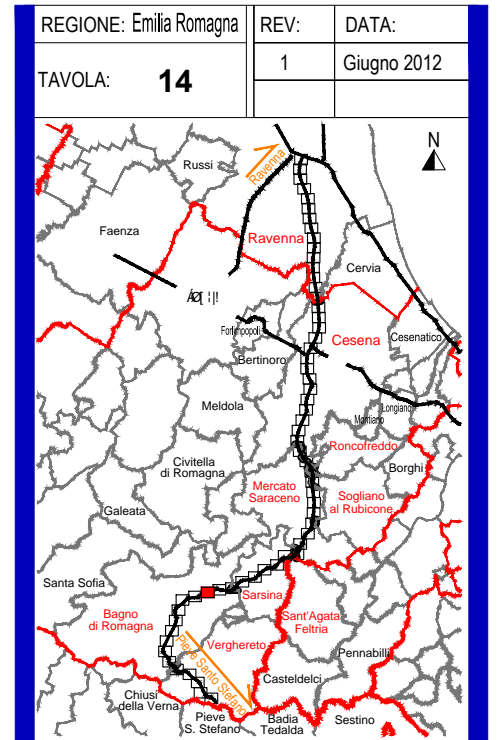 REGIONE: Emilia Romagna
REV:
DATA:
TAVOLA: 14
1
Giugno 2012
N
Russi
Ravenna
Faenza
Ravenna
Cervia
Forlimpopoli
Cesena
Cesenatico
Bertinoro
Meldola
Longiano
Montiano
Roncofreddo
Civitella
di Romagna
Borghi
Mercato
Saraceno
Sogliano
al Rubicone
Galeata
Santa Sofia
Sarsina
Bagno
di Romagna
Sant'Agata
Feltria
Verghereto
Pieve Santo Stefano
Pennabilli
Casteldelci
Chiusi
della Verna
Pieve
S. Stefano
Badia
Tedalda
Sestino